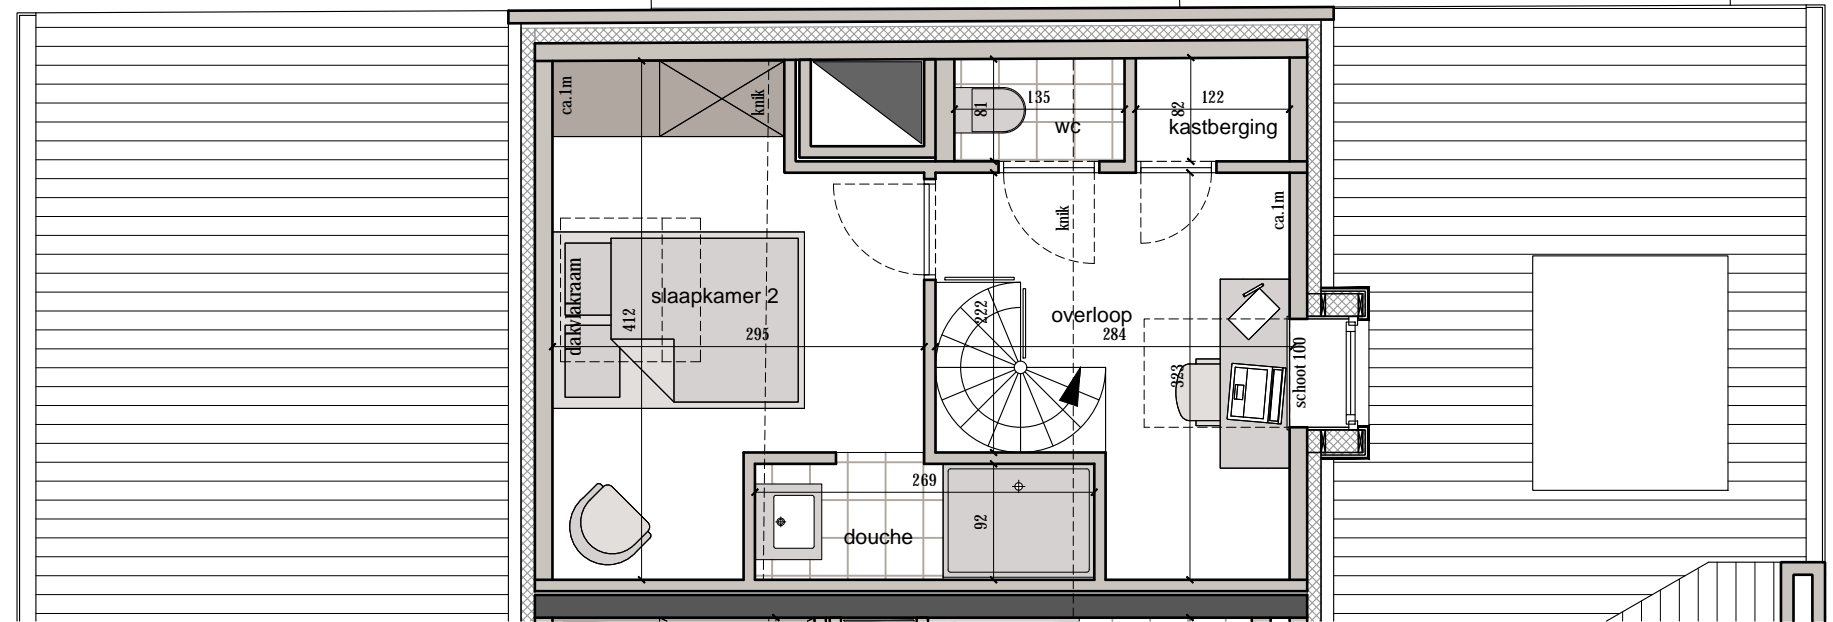 ca.1m
knik
81
135
wc
82
122
kastberging
knik
ca.1m
dakvlakraam
slaapkamer 2
412
295
222
overloop
284
323
schoot 100
269
92
douche